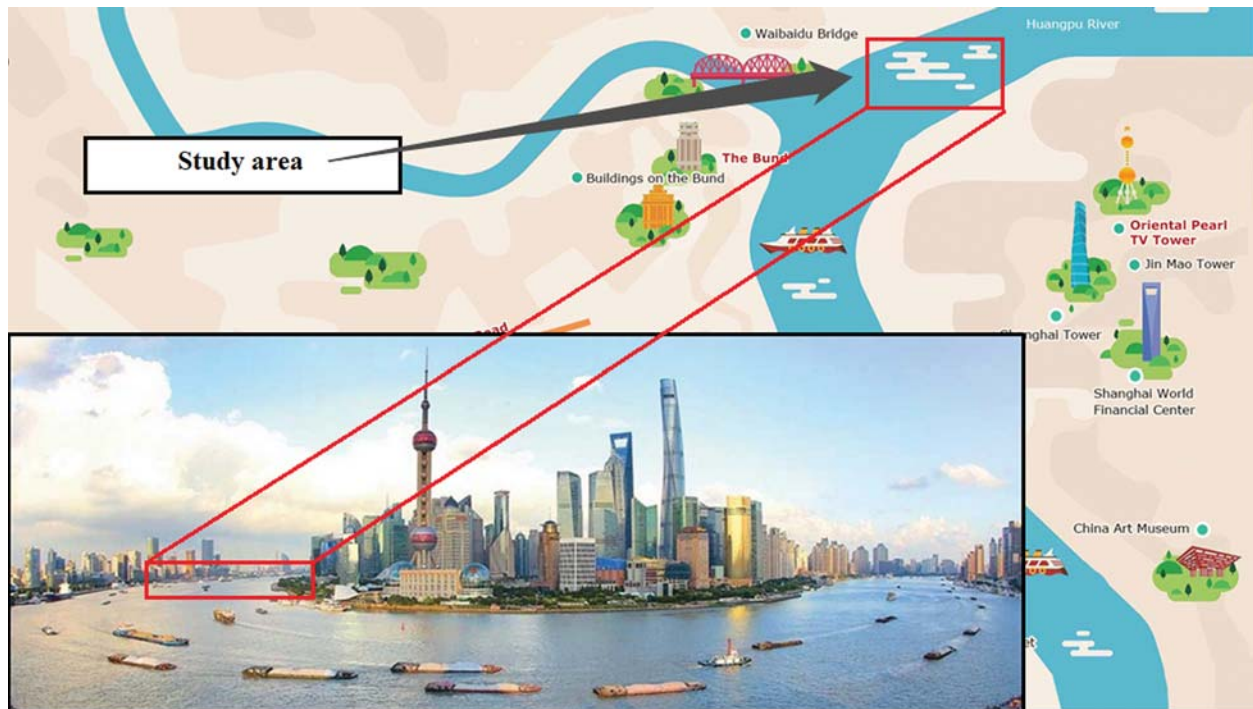 Huangpu River
Waibaidu Bridge
Study area
The Bund
Buildings on the Bund
Oriental Pearl
TV Tower
Jin Mao Tower
Tower
Shanghai World
Financial Center
China Art Museum